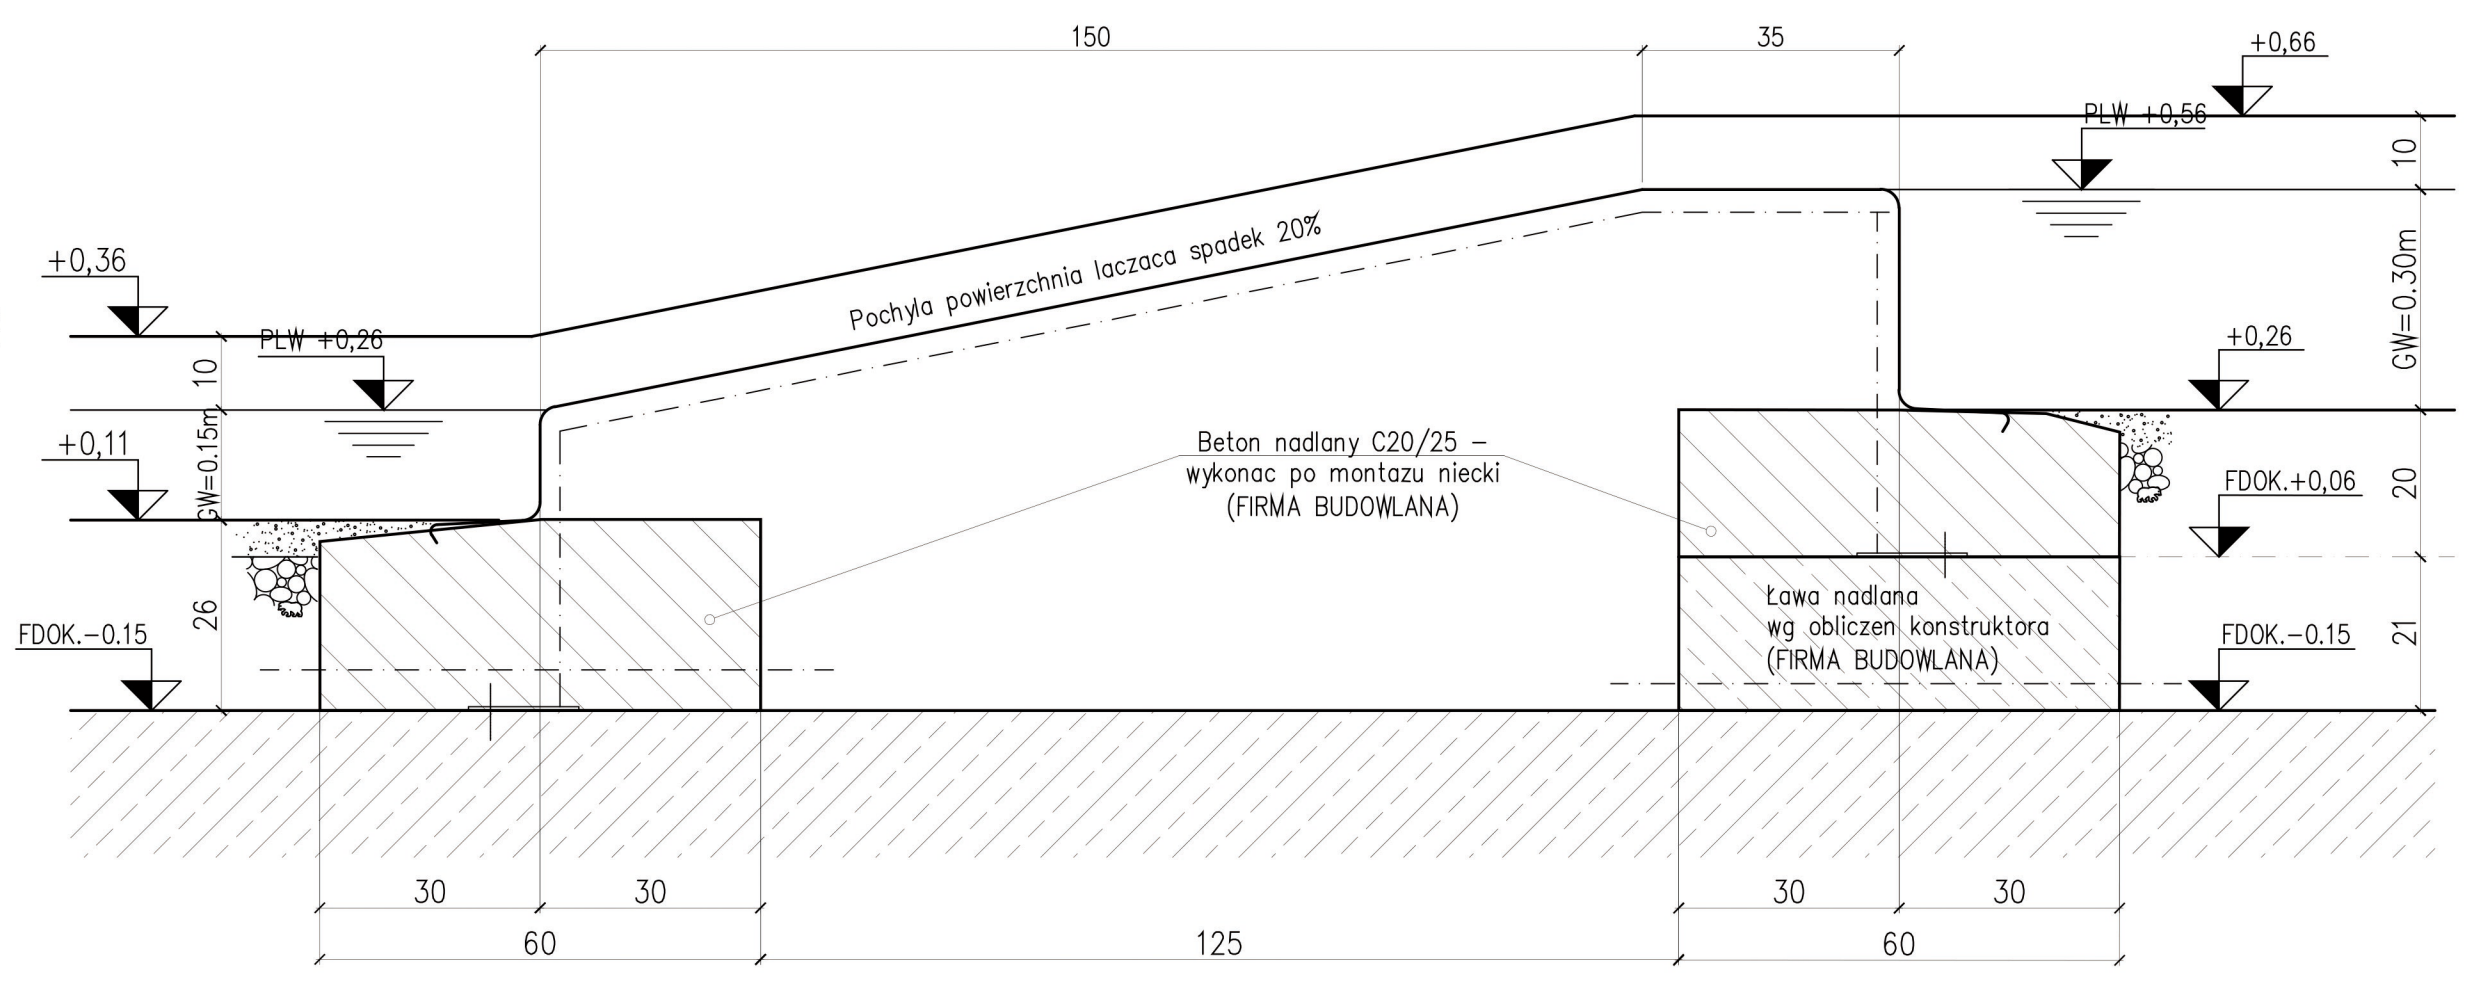 150
35
+0,66
PLW +0,56
10
+0,36
PLW +0,26
10
Pochyla powierzchnia laczaca spadek 20%
GW=0.30m
+0,26
+0,11
GW=0.15m
Beton nadlany C20/25 –
wykonac po montazu niecki
(FIRMA BUDOWLANA)
FDOK.+0,06
20
26
FDOK.–0.15
Ława nadlana
wg obliczen konstruktora
(FIRMA BUDOWLANA)
FDOK.–0.15
21
30
30
30
30
60
125
60